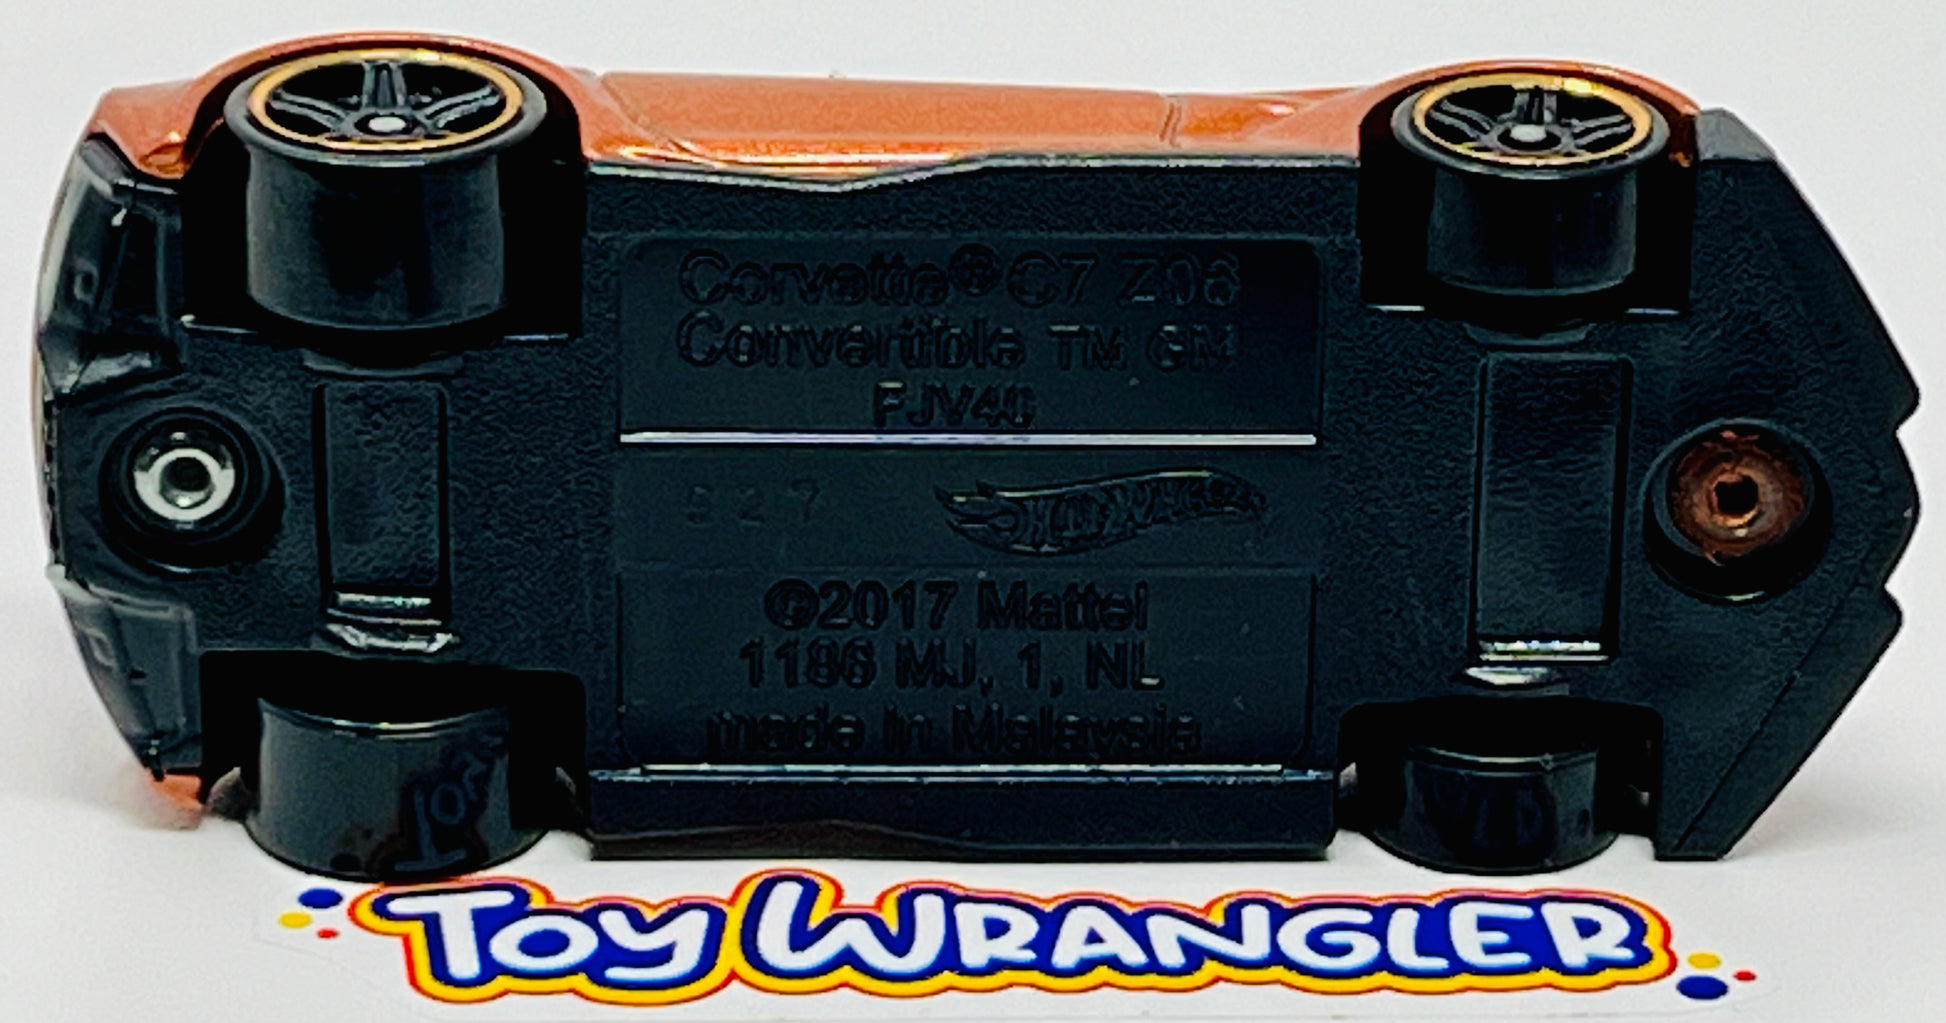 Corvette® C7 Z06
Convertible TM GM
FJV40
Hot Wheels
©2017 Mattel
1186 MJ, 1, NL
made in Malaysia
TOY WRANGLER